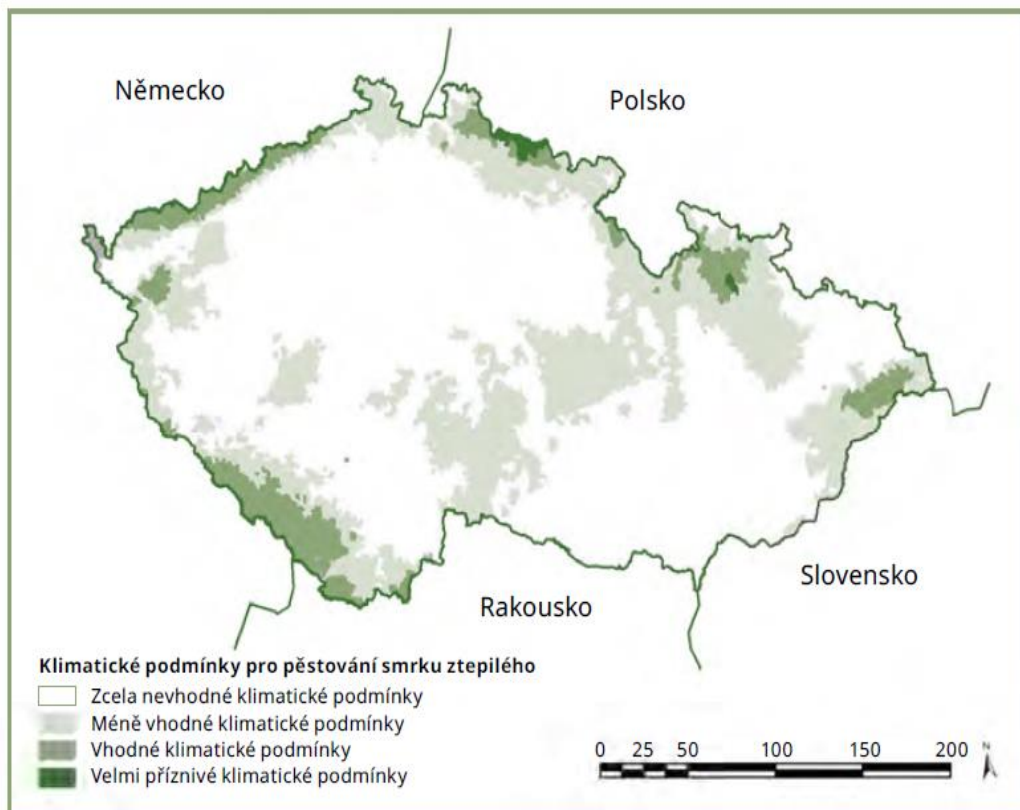 Německo
Polsko
Slovensko
Rakousko
Klimatické podmínky pro pěstování smrku ztepilého
Zcela nevhodné klimatické podmínky
Méně vhodné klimatické podmínky
Vhodné klimatické podmínky
Velmi příznivé klimatické podmínky
0 25 50 100 150 200
N